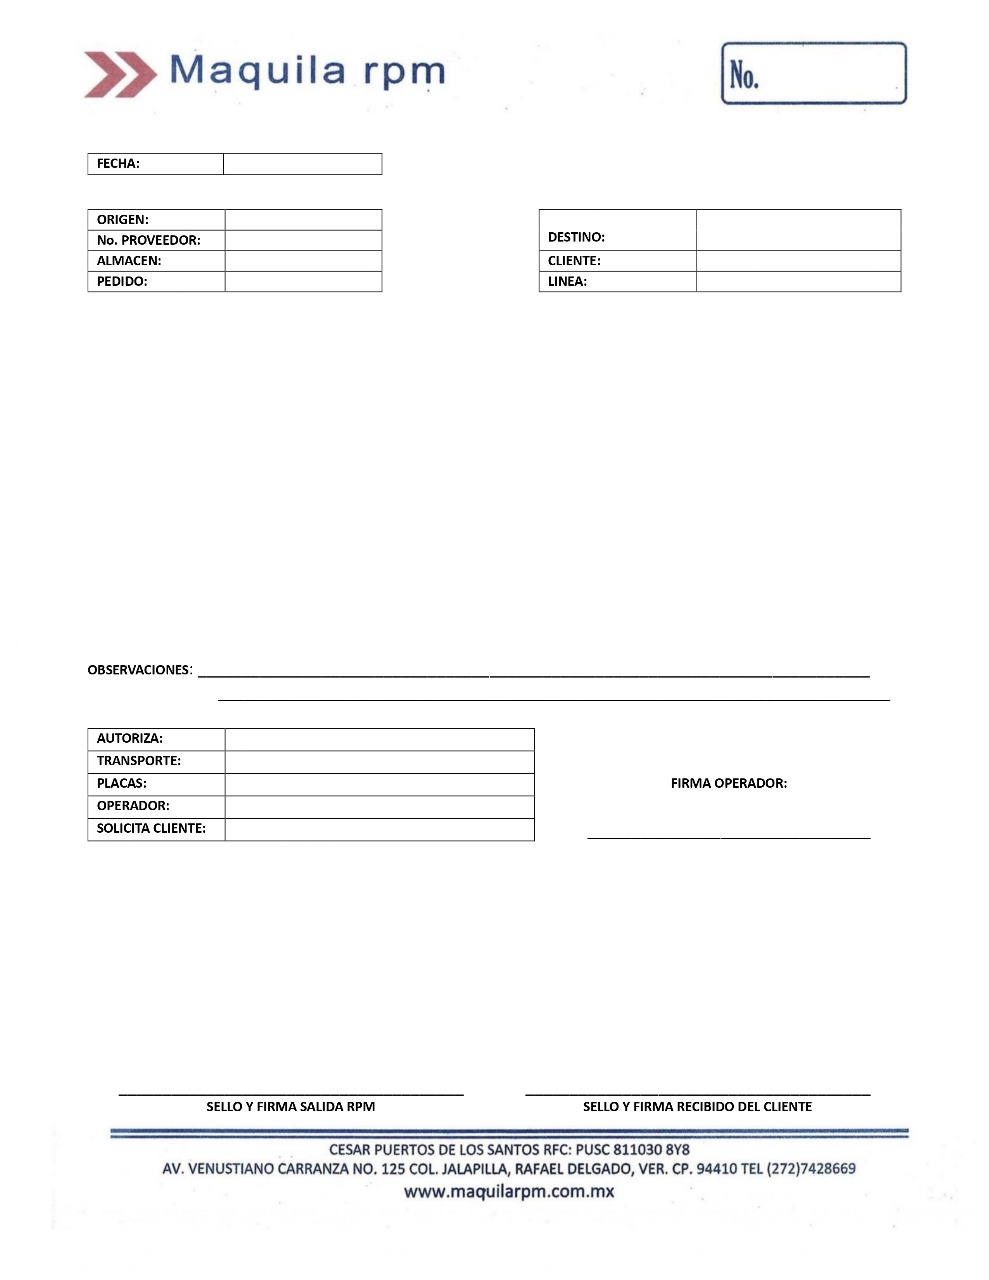 Maquila rpm
No.
FECHA:
ORIGEN:
No. PROVEEDOR:
ALMACEN:
PEDIDO:
DESTINO:
CLIENTE:
LINEA:
OBSERVACIONES:
AUTORIZA:
TRANSPORTE:
PLACAS:
OPERADOR:
SOLICITA CLIENTE:
FIRMA OPERADOR:
SELLO Y FIRMA SALIDA RPM
SELLO Y FIRMA RECIBIDO DEL CLIENTE
CESAR PUERTOS DE LOS SANTOS RFC: PUSC 811030 8Y8
AV. VENUSTIANO CARRANZA NO. 125 COL. JALAPILLA, RAFAEL DELGADO, VER. CP. 94410 TEL (272)7428669
www.maquilarpm.com.mx